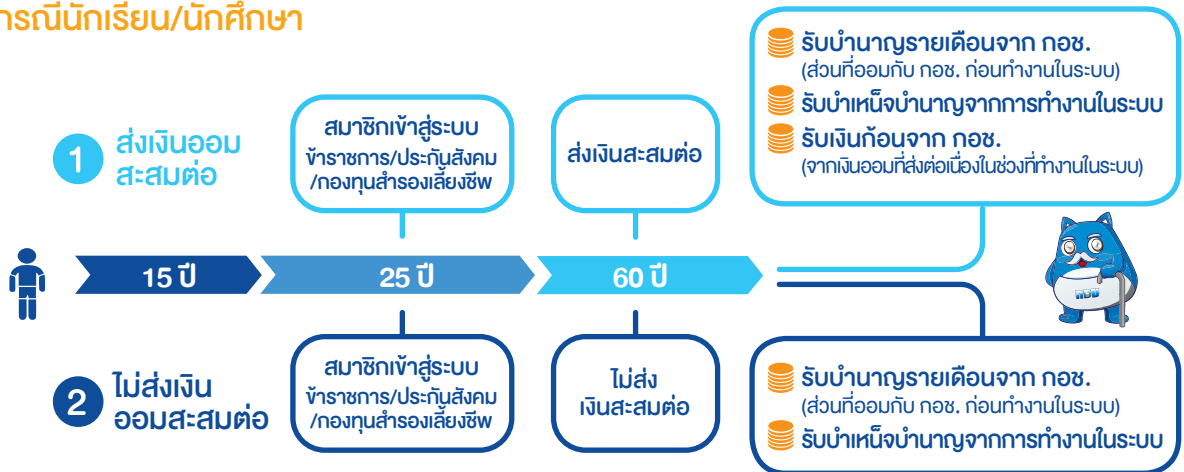 กรณีนักเรียน/นักศึกษา
รับบำนาญรายเดือนจาก กอช.
(ส่วนที่ออมกับ กอช. ก่อนทำงานในระบบ)
รับบำเหน็จบำนาญจากการทำงานในระบบ
รับเงินก้อนจาก กอช.
(จากเงินออมที่ส่งต่อเนื่องในช่วงที่ทำงานในระบบ)
1
ส่งเงินออม
สะสมต่อ
สมาชิกเข้าสู่ระบบ
ข้าราชการ/ประกันสังคม
/กองทุนสำรองเลี้ยงชีพ
ส่งเงินสะสมต่อ
15 ปี
25 ปี
60 ปี
กอช
2
ไม่ส่งเงิน
ออมสะสมต่อ
สมาชิกเข้าสู่ระบบ
ข้าราชการ/ประกันสังคม
/กองทุนสำรองเลี้ยงชีพ
ไม่ส่ง
เงินสะสมต่อ
รับบำนาญรายเดือนจาก กอช.
(ส่วนที่ออมกับ กอช. ก่อนทำงานในระบบ)
รับบำเหน็จบำนาญจากการทำงานในระบบ